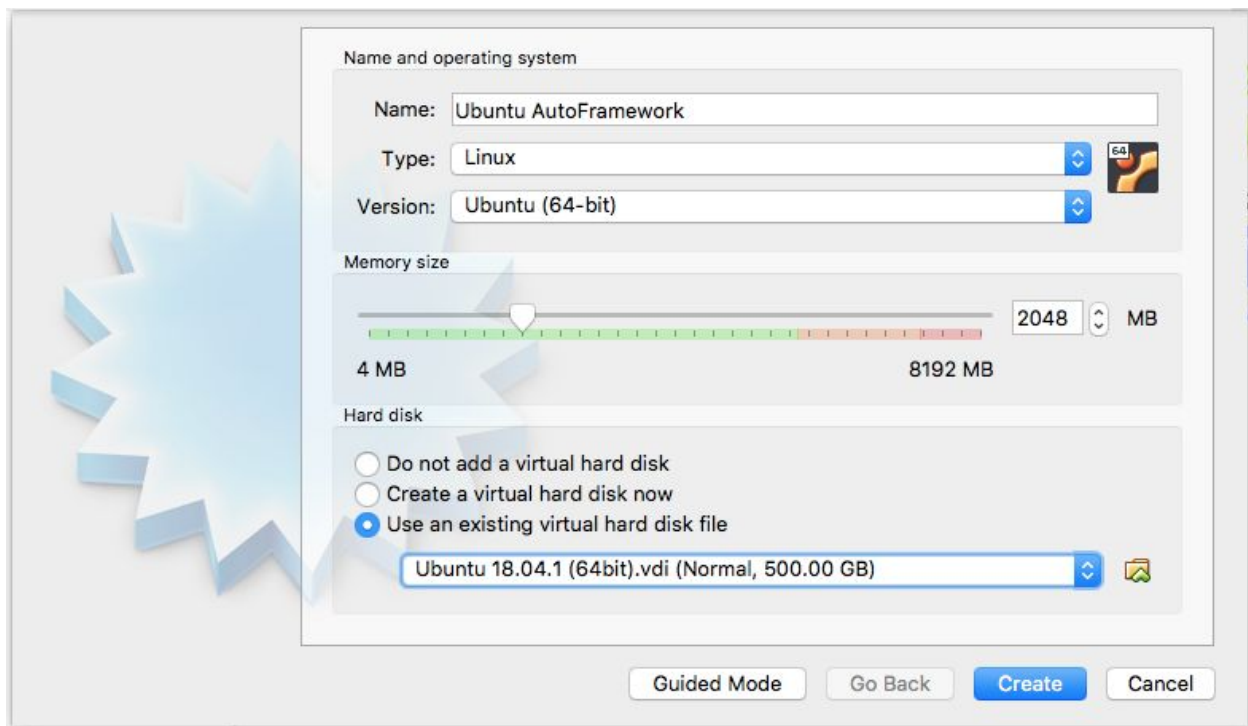 Name and operating system
Name: Ubuntu AutoFramework
Type: Linux
64
Version: Ubuntu (64-bit)
Memory size
2048 MB
4 MB 8192 MB
Hard disk
Do not add a virtual hard disk
Create a virtual hard disk now
Use an existing virtual hard disk file
Ubuntu 18.04.1 (64bit).vdi (Normal, 500.00 GB)
Guided Mode Go Back Create Cancel